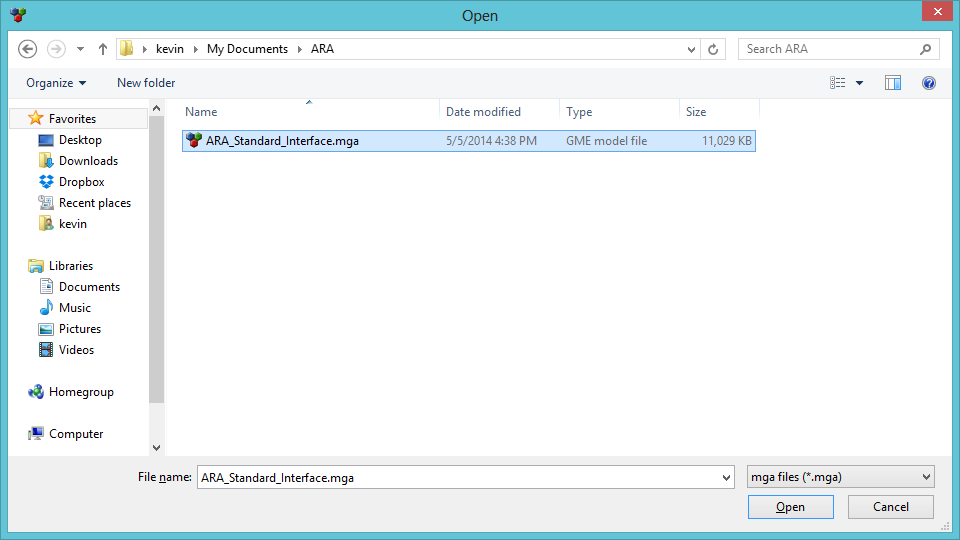 Open
kevin My Documents ARA
Search ARA
Organize New folder
Name Date modified Type Size
ARA_Standard_Interface.mga 5/5/2014 4:38 PM GME model file 11,029 KB
Favorites
Desktop
Downloads
Dropbox
Recent places
kevin
Libraries
Documents
Music
Pictures
Videos
Homegroup
Computer
File name: ARA_Standard_Interface.mga mga files (*.mga)
Open Cancel